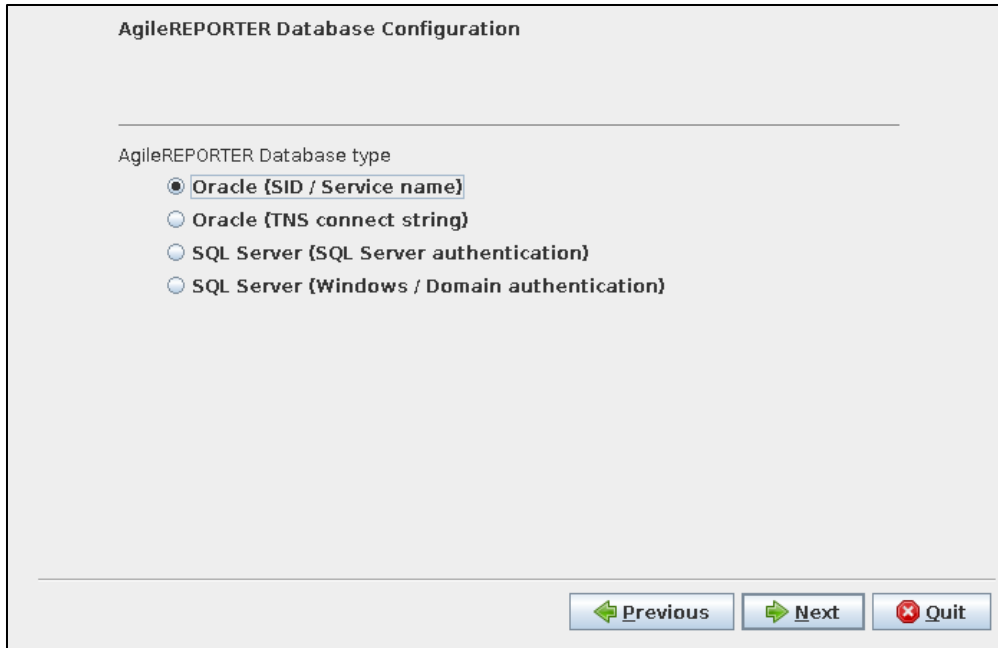 AgileREPORTER Database Configuration
AgileREPORTER Database type
Oracle (SID / Service name)
Oracle (TNS connect string)
SQL Server (SQL Server authentication)
SQL Server (Windows / Domain authentication)
Previous Next Quit